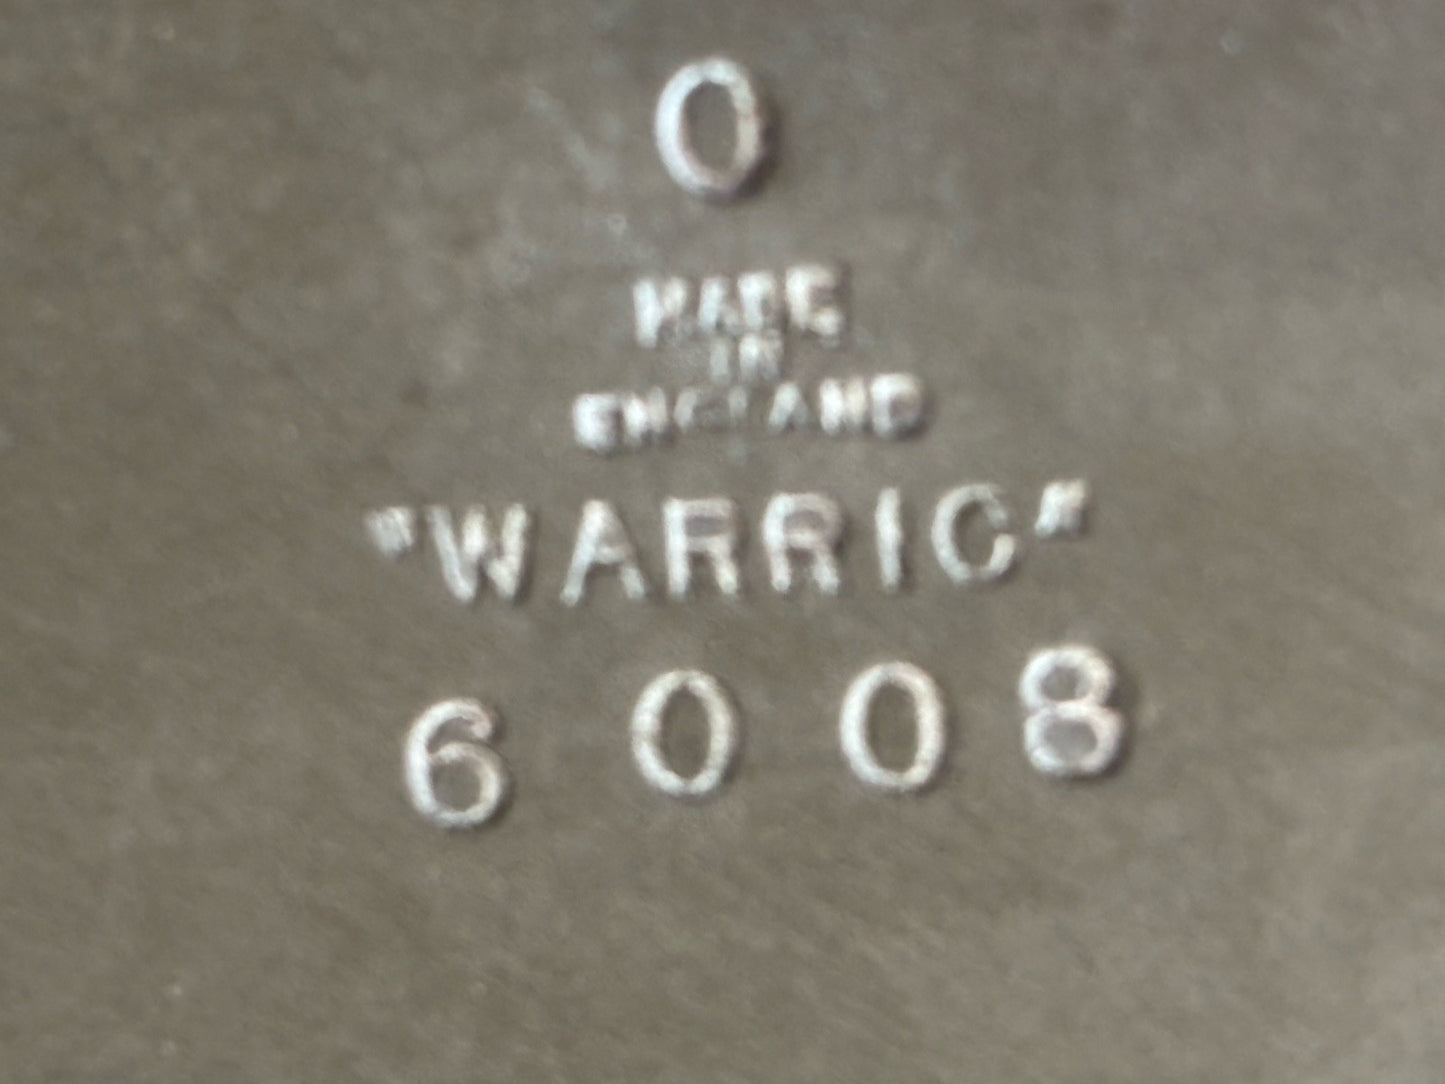 0
MADE
IN
ENGLAND
"WARRIC"
6008